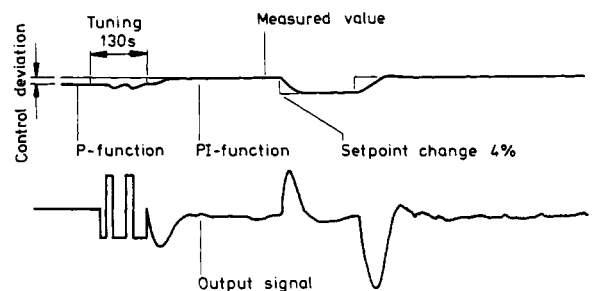 Control deviation
Tuning
130s
Measured value
P-function
PI-function
Setpoint change 4%
Output signal